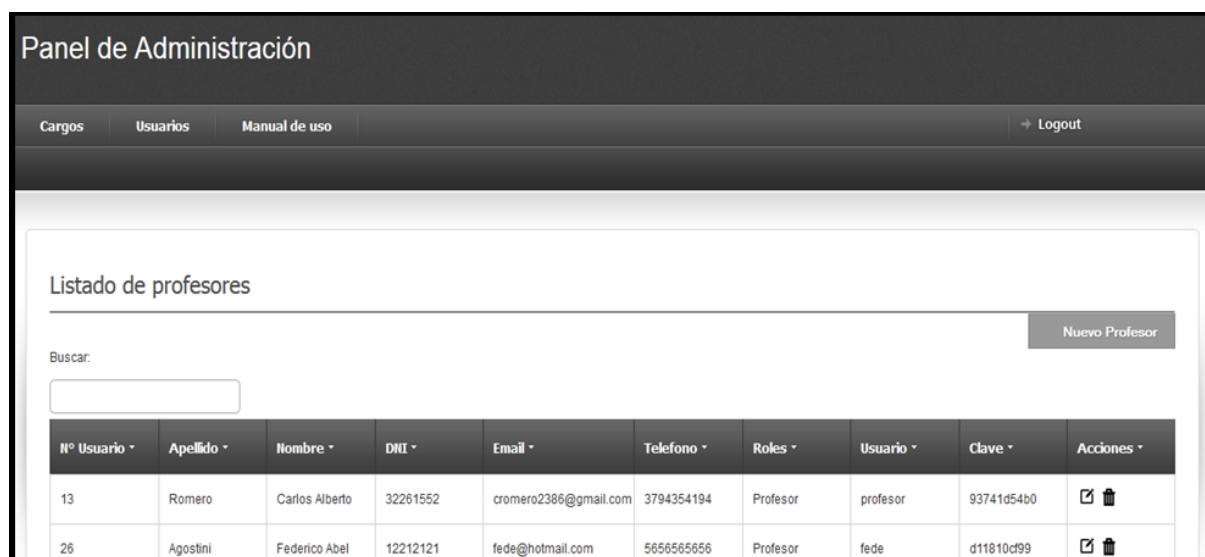 Panel de Administración
Cargos Usuarios Manual de uso Logout
Listado de profesores
Nuevo Profesor
Buscar:
Nº Usuario Apellido Nombre DNI Email Telefono Roles Usuario Clave Acciones
13 Romero Carlos Alberto 32261552 cromero2386@gmail.com 3794354194 Profesor profesor 93741d54b0
26 Agostini Federico Abel 12212121 fede@hotmail.com 5656565656 Profesor fede d11810cf99